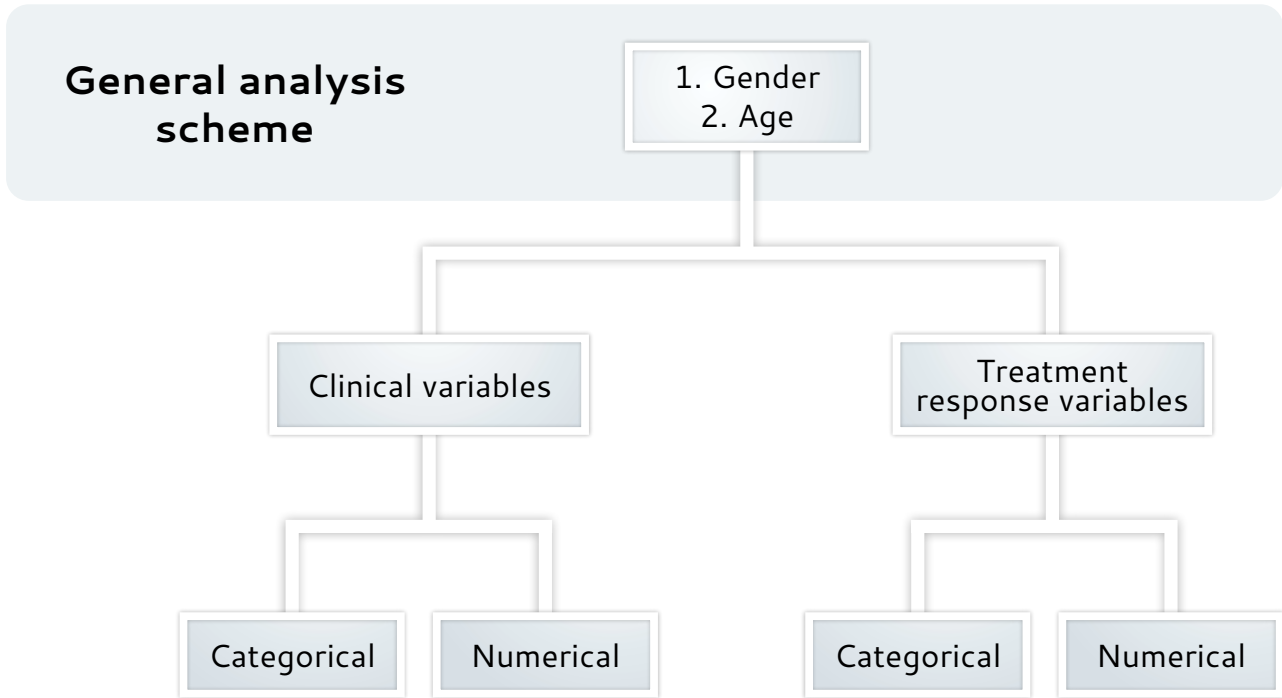 General analysis
scheme
1. Gender
2. Age
Clinical variables
Treatment
response variables
Categorical
Numerical
Categorical
Numerical